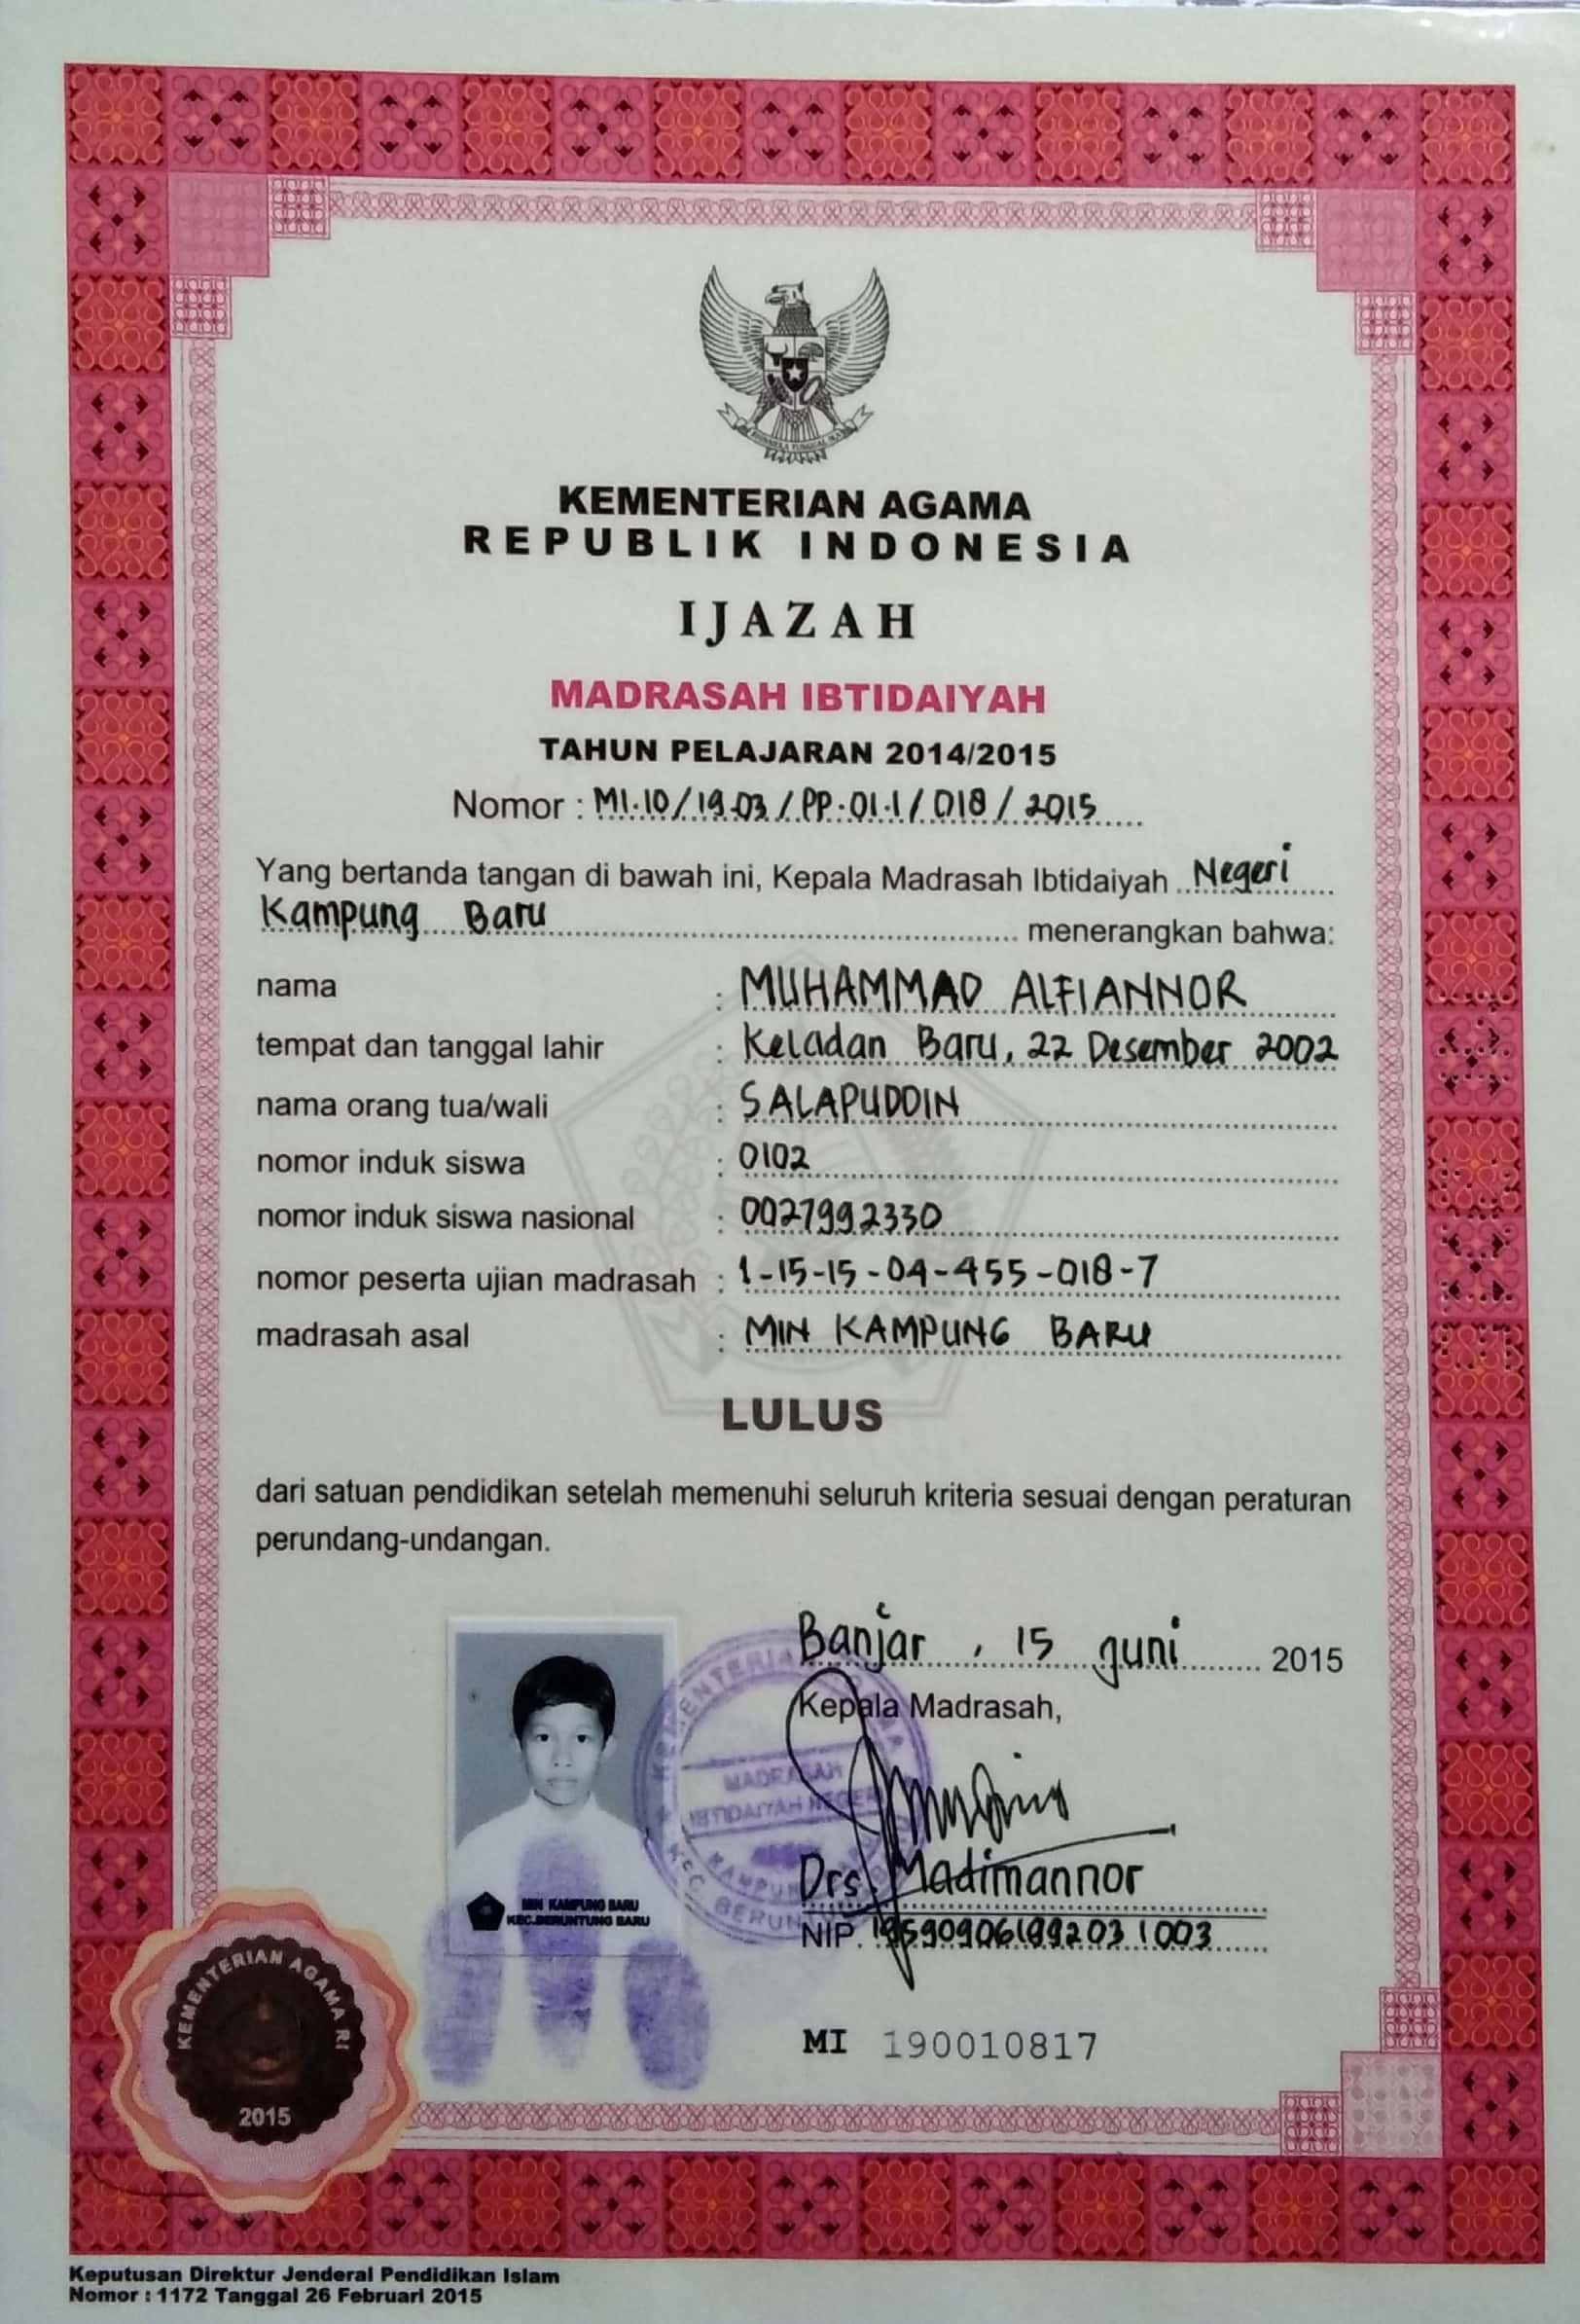 KEMENTERIAN AGAMA
REPUBLIK INDONESIA
IJAZAH
MADRASAH IBTIDAIYAH
TAHUN PELAJARAN 2014/2015
Nomor : MI.10/19.03/PP.01.1/018/2015
Yang bertanda tangan di bawah ini, Kepala Madrasah Ibtidaiyah Negeri
Kampung Baru menerangkan bahwa:
nama : MUHAMMAD ALFIANNOR
tempat dan tanggal lahir : Keladan Baru, 22 Desember 2002
nama orang tua/wali : SALAPUDDIN
nomor induk siswa : 0102
nomor induk siswa nasional : 0027992330
nomor peserta ujian madrasah : 1-15-15-04-455-018-7
madrasah asal : MIN KAMPUNG BARU
LULUS
dari satuan pendidikan setelah memenuhi seluruh kriteria sesuai dengan peraturan
perundang-undangan.
Banjar, 15 Juni 2015
Kepala Madrasah,
KEMENTERIAN AGAMA
MADRASAH
IBTIDAIYAH NEGERI
KAMPUNG
KEC. BERUN
Drs. Madimannor
NIP. 195909061992031003
MIN KAMPUNG BARU
KEC.BERUNTUNG BARU
KEMENTERIAN AGAMA RI
2015
MI 190010817
Keputusan Direktur Jenderal Pendidikan Islam
Nomor : 1172 Tanggal 26 Februari 2015